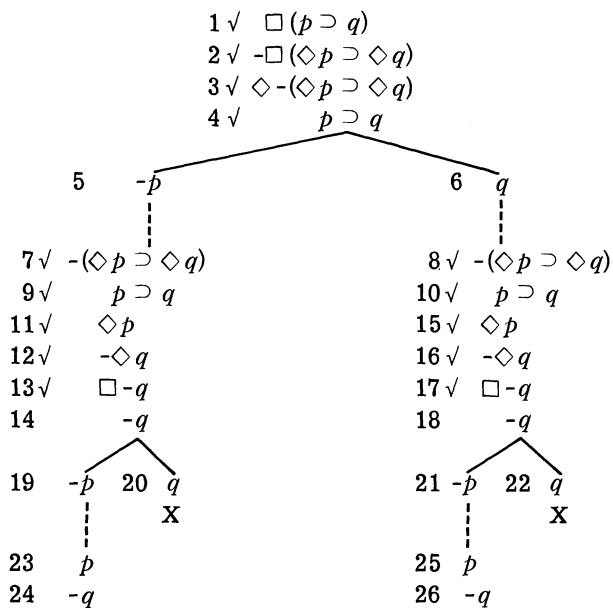 1 √ □(p ⊃ q)
2 √ -□(◇p ⊃ ◇q)
3 √ ◇-(◇p ⊃ ◇q)
4 √ p ⊃ q
5 -p 6 q
7 √ -(◇p ⊃ ◇q) 8 √ -(◇p ⊃ ◇q)
9 √ p ⊃ q 10 √ p ⊃ q
11 √ ◇p 15 √ ◇p
12 √ -◇q 16 √ -◇q
13 √ □-q 17 √ □-q
14 -q 18 -q
19 -p 20 q 21 -p 22 q
X X
23 p 25 p
24 -q 26 -q